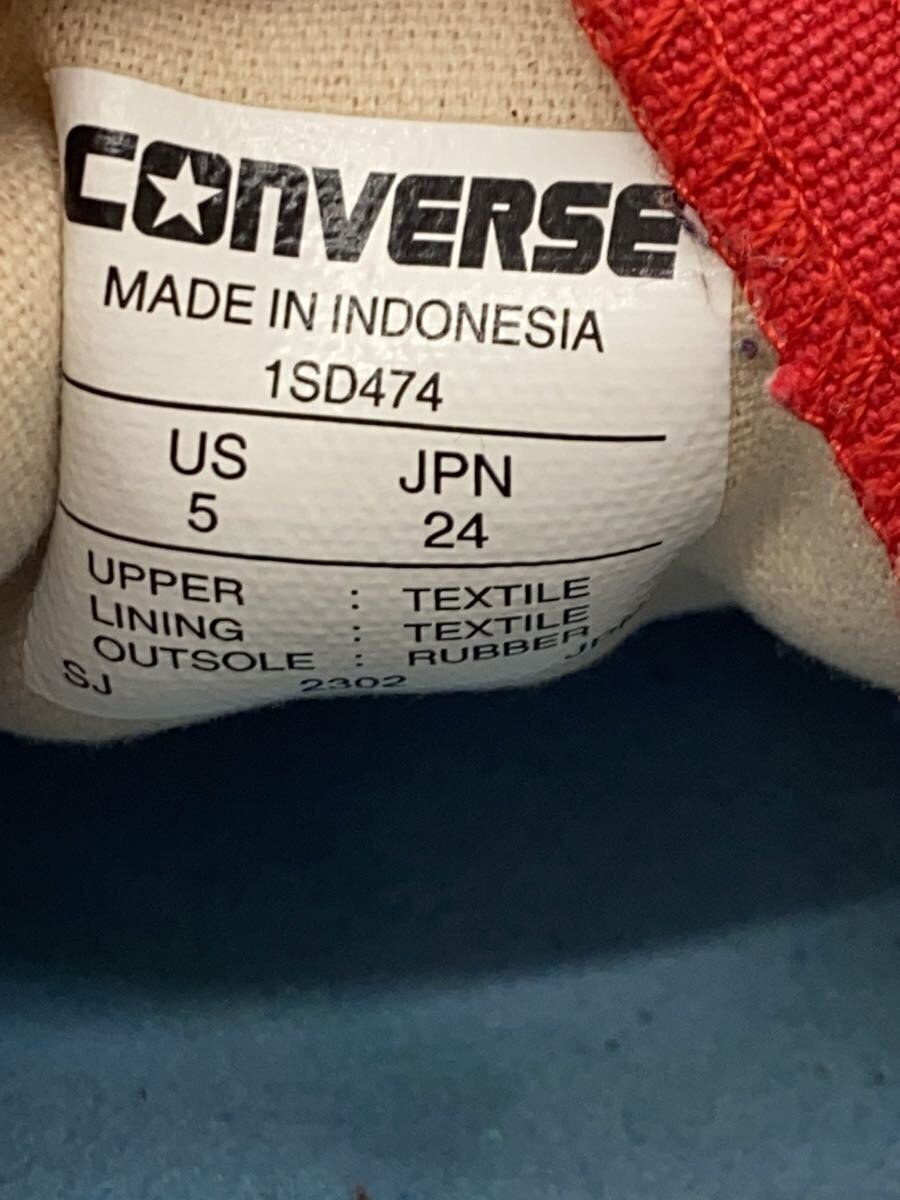 CONVERSE
MADE IN INDONESIA
1SD474
US JPN
5 24
UPPER : TEXTILE
LINING : TEXTILE
OUTSOLE : RUBBER
SJ 2302